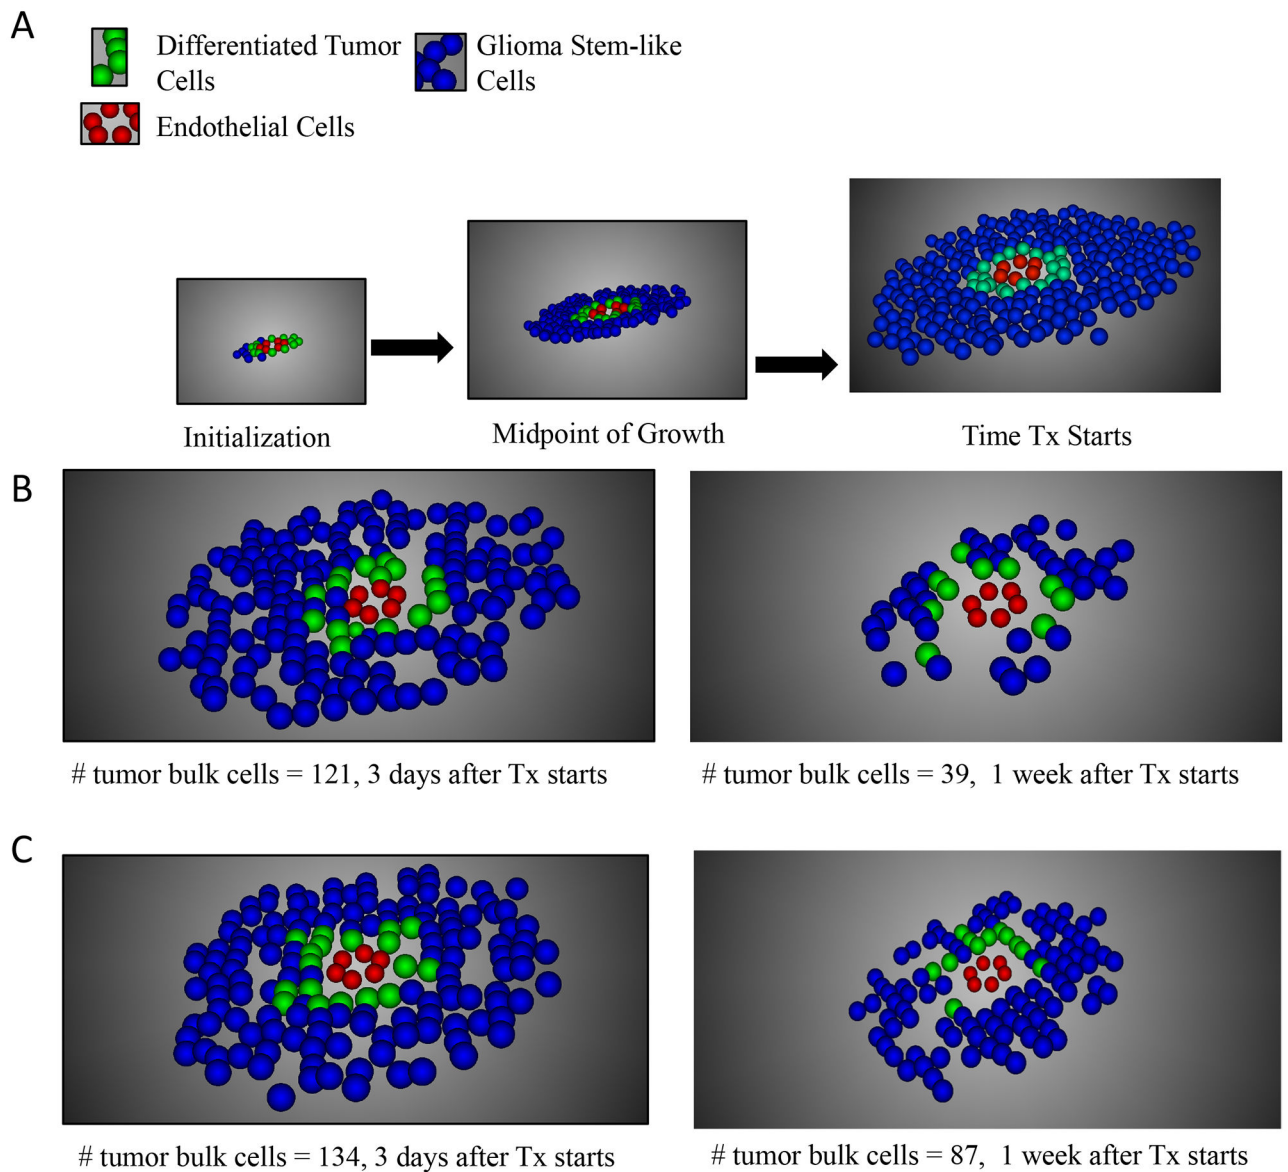 A
Differentiated Tumor
Cells
Glioma Stem-like
Cells
Endothelial Cells
Initialization
Midpoint of Growth
Time Tx Starts
B
# tumor bulk cells = 121, 3 days after Tx starts
# tumor bulk cells = 39, 1 week after Tx starts
C
# tumor bulk cells = 134, 3 days after Tx starts
# tumor bulk cells = 87, 1 week after Tx starts